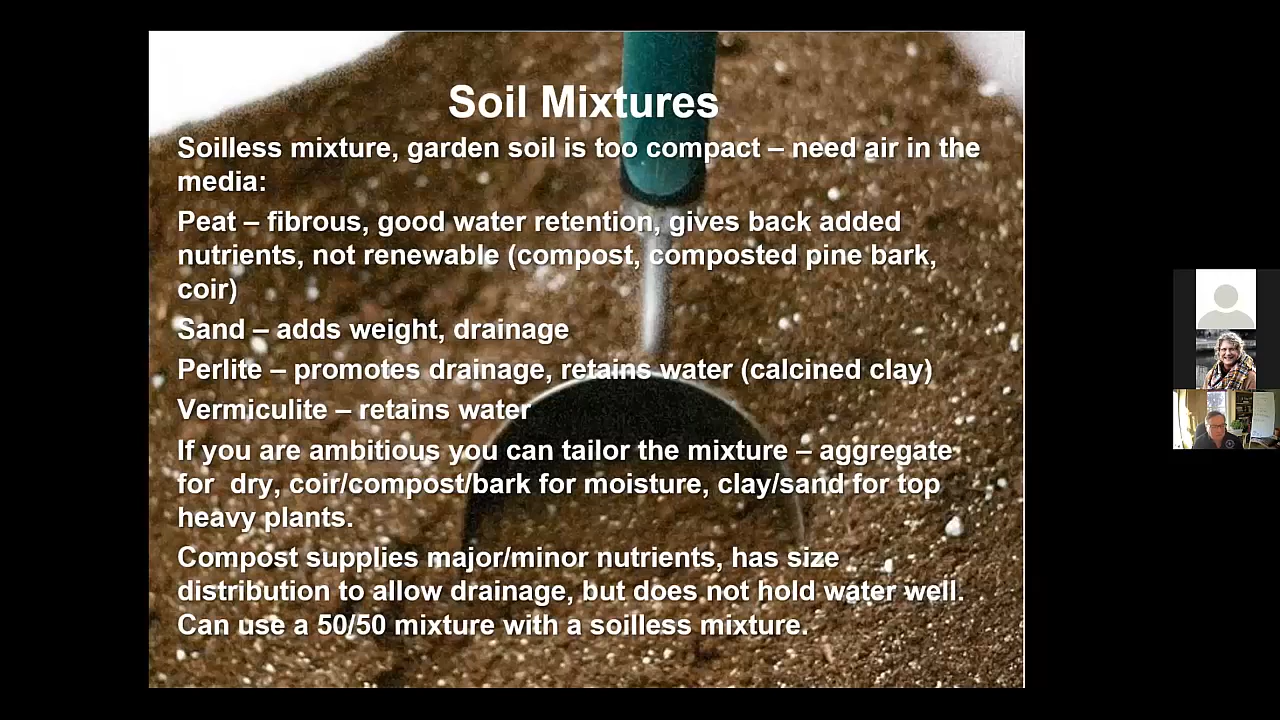 Soil Mixtures
Soilless mixture, garden soil is too compact – need air in the
media:
Peat – fibrous, good water retention, gives back added
nutrients, not renewable (compost, composted pine bark,
coir)
Sand – adds weight, drainage
Perlite – promotes drainage, retains water (calcined clay)
Vermiculite – retains water
If you are ambitious you can tailor the mixture – aggregate
for  dry, coir/compost/bark for moisture, clay/sand for top
heavy plants.
Compost supplies major/minor nutrients, has size
distribution to allow drainage, but does not hold water well.
Can use a 50/50 mixture with a soilless mixture.